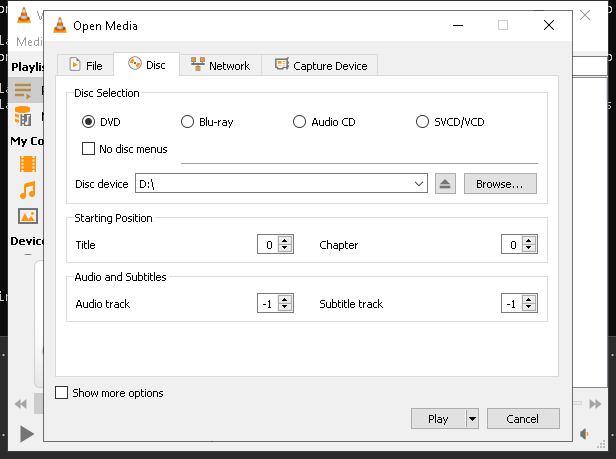 Open Media
Medi
File
Disc
Network
Capture Device
Playlis
Disc Selection
DVD
Blu-ray
Audio CD
SVCD/VCD
No disc menus
My Co
Disc device
D:\
Browse...
Starting Position
Title
0
Chapter
0
Device
Audio and Subtitles
Audio track
-1
Subtitle track
-1
Show more options
Play
Cancel